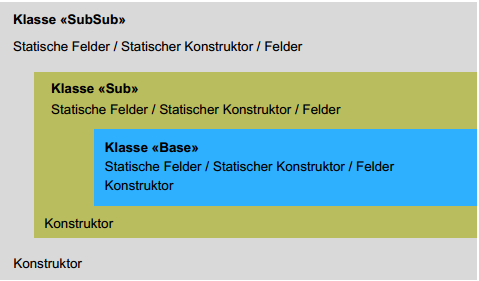 Klasse «SubSub»
Statische Felder / Statischer Konstruktor / Felder
Klasse «Sub»
Statische Felder / Statischer Konstruktor / Felder
Klasse «Base»
Statische Felder / Statischer Konstruktor / Felder
Konstruktor
Konstruktor
Konstruktor